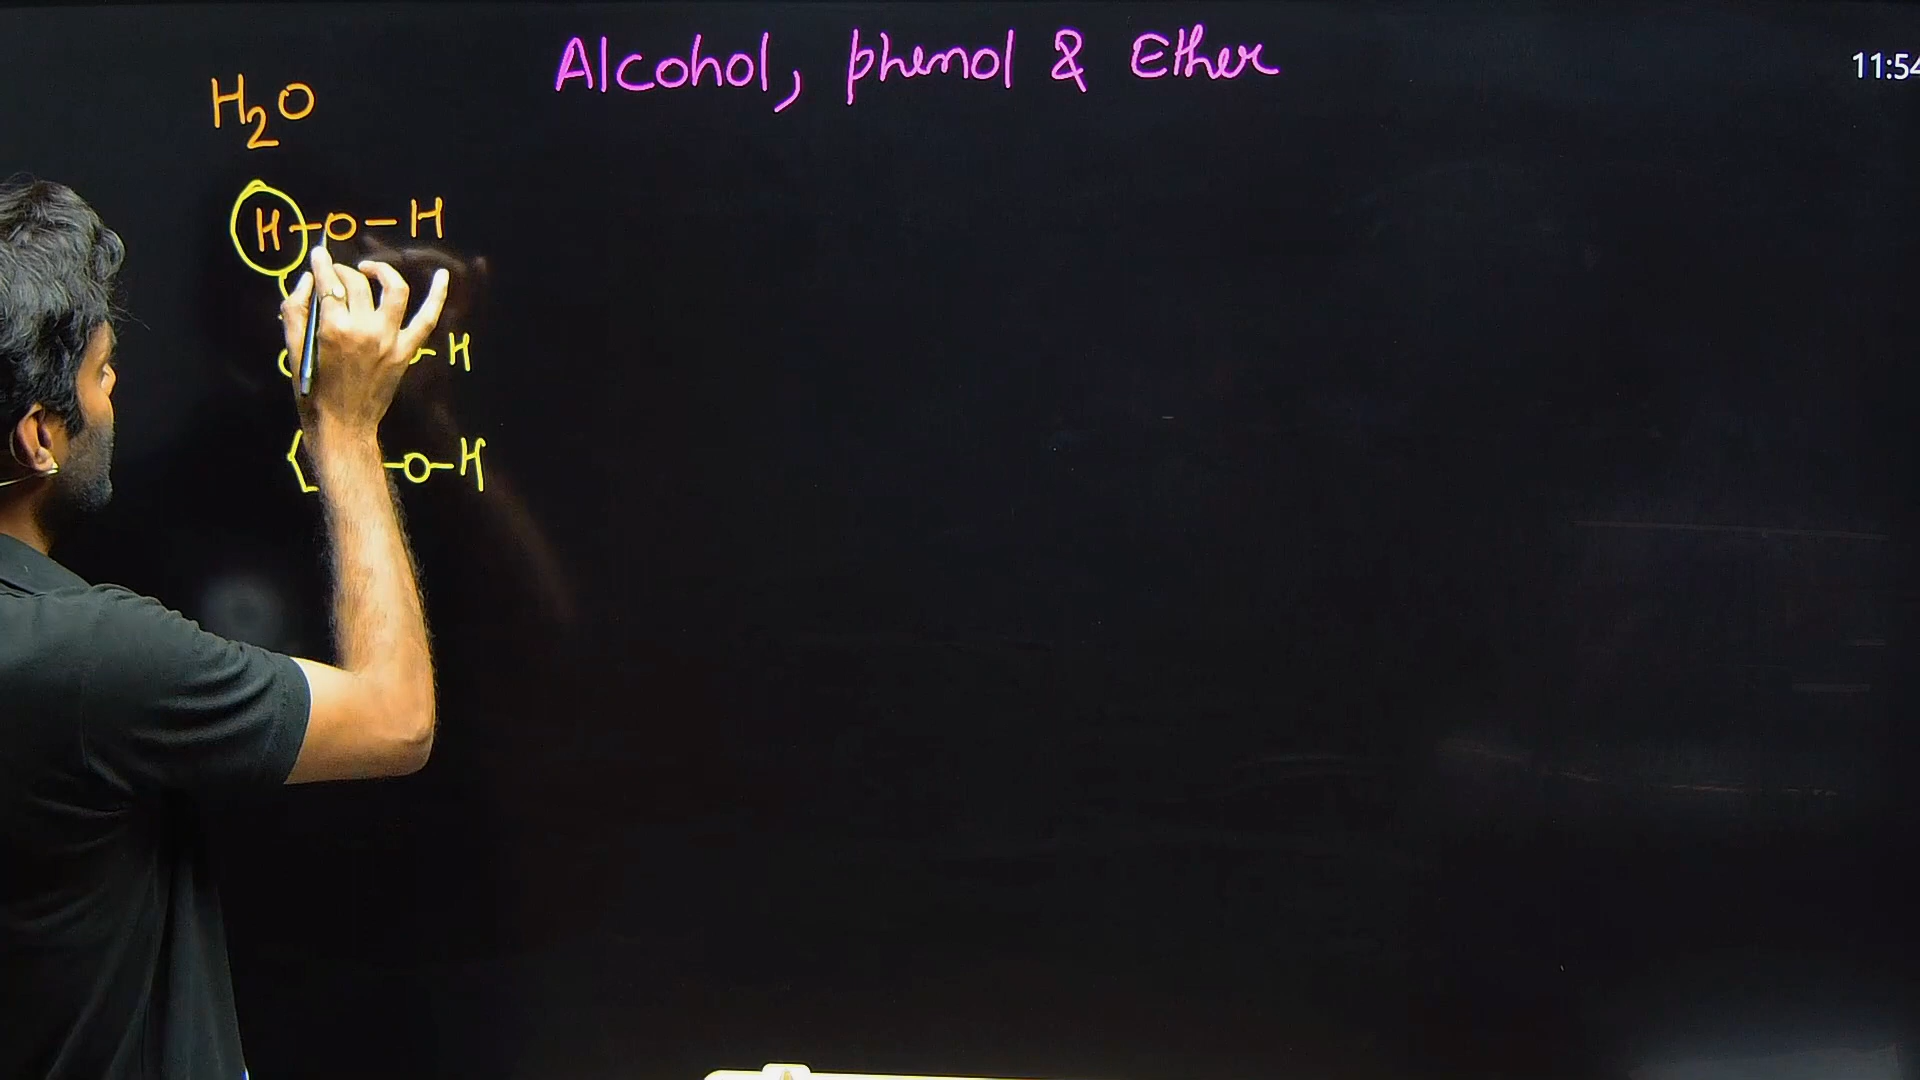 Alcohol, phenol & Ether
11:54
H₂O
H-O-H
-H
-O-H